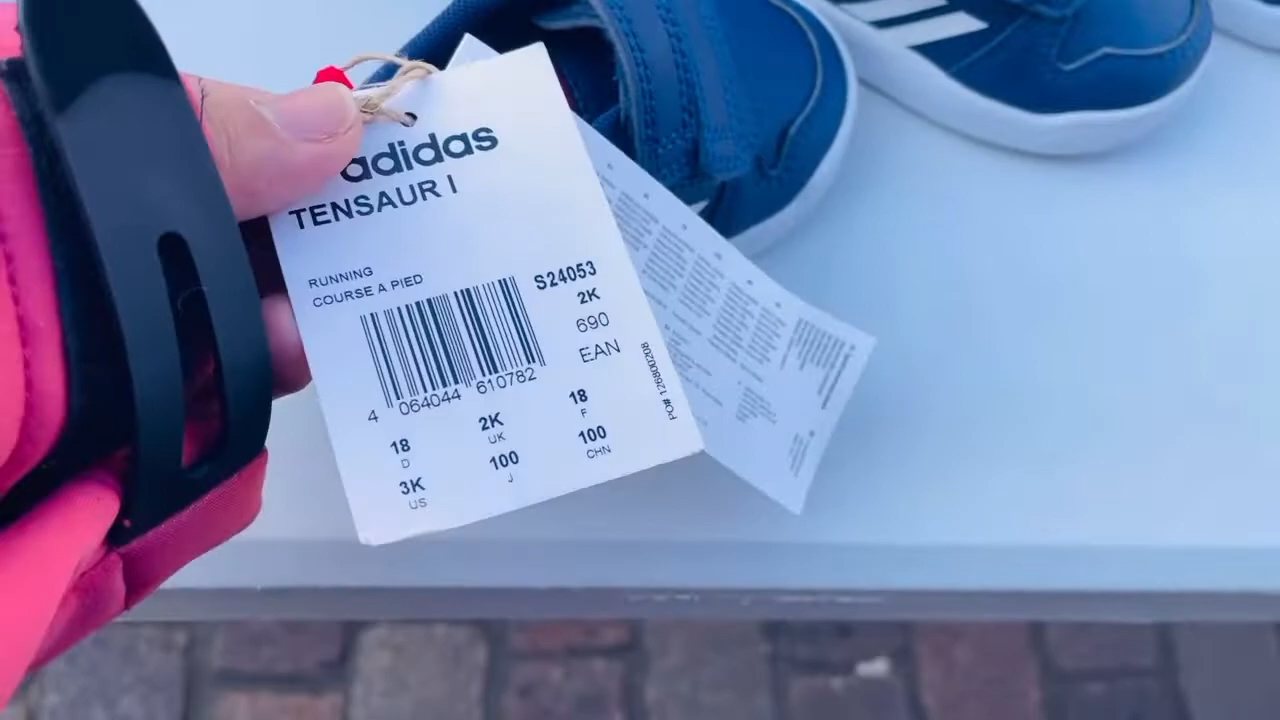 adidas
TENSAUR I
RUNNING
COURSE A PIED
S24053
2K
690
EAN
4 064044 610782
PO# 126800208
18 2K 18
D UK F
3K 100 100
US J CHN